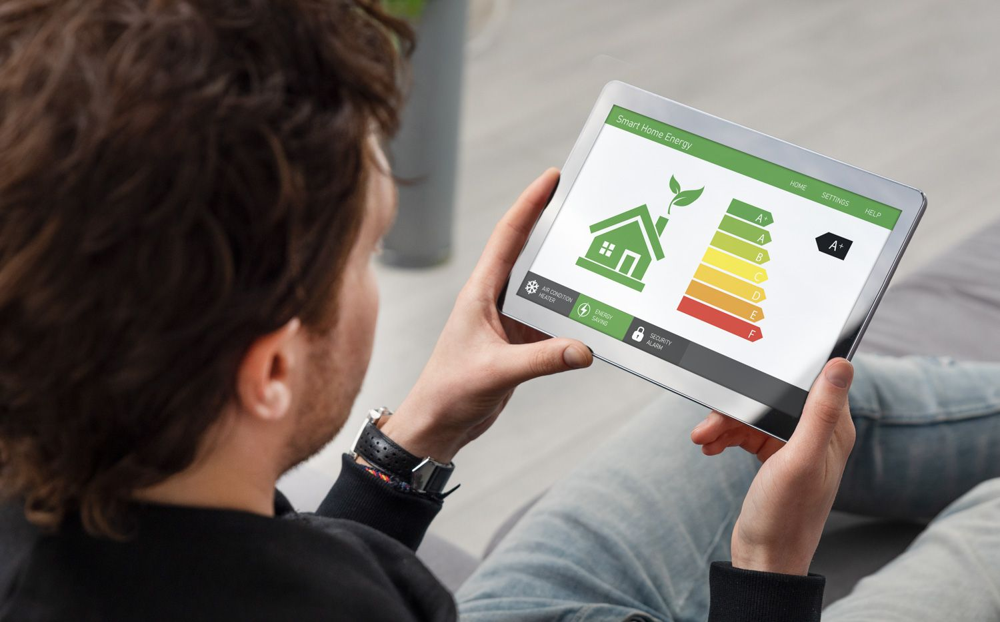 Smart Home Energy
HOME
SETTINGS
HELP
A+
A
B
C
D
E
F
A+
AIR CONDITION
HEATER
ENERGY
SAVING
SECURITY
ALARM